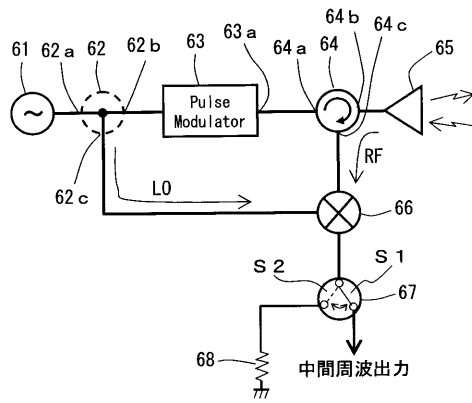 61
62a
62
62b
63
63a
64a
64
64b
64c
65
Pulse
Modulator
~
62c
LO
RF
66
S2
S1
67
68
中間周波出力